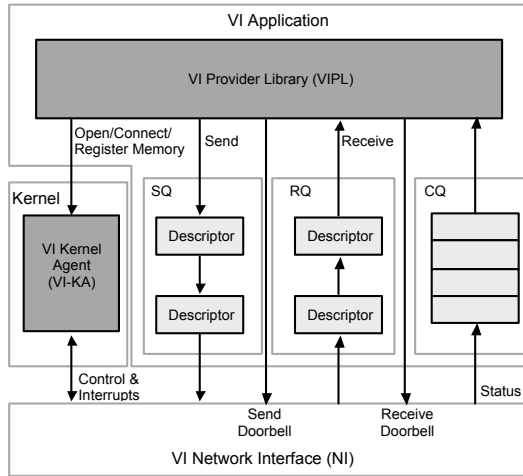 VI Application
VI Provider Library (VIPL)
Open/Connect/
Register Memory
Send
Receive
Kernel
SQ
RQ
CQ
VI Kernel
Agent
(VI-KA)
Descriptor
Descriptor
Descriptor
Descriptor
Control &
Interrupts
Status
Send
Doorbell
Receive
Doorbell
VI Network Interface (NI)